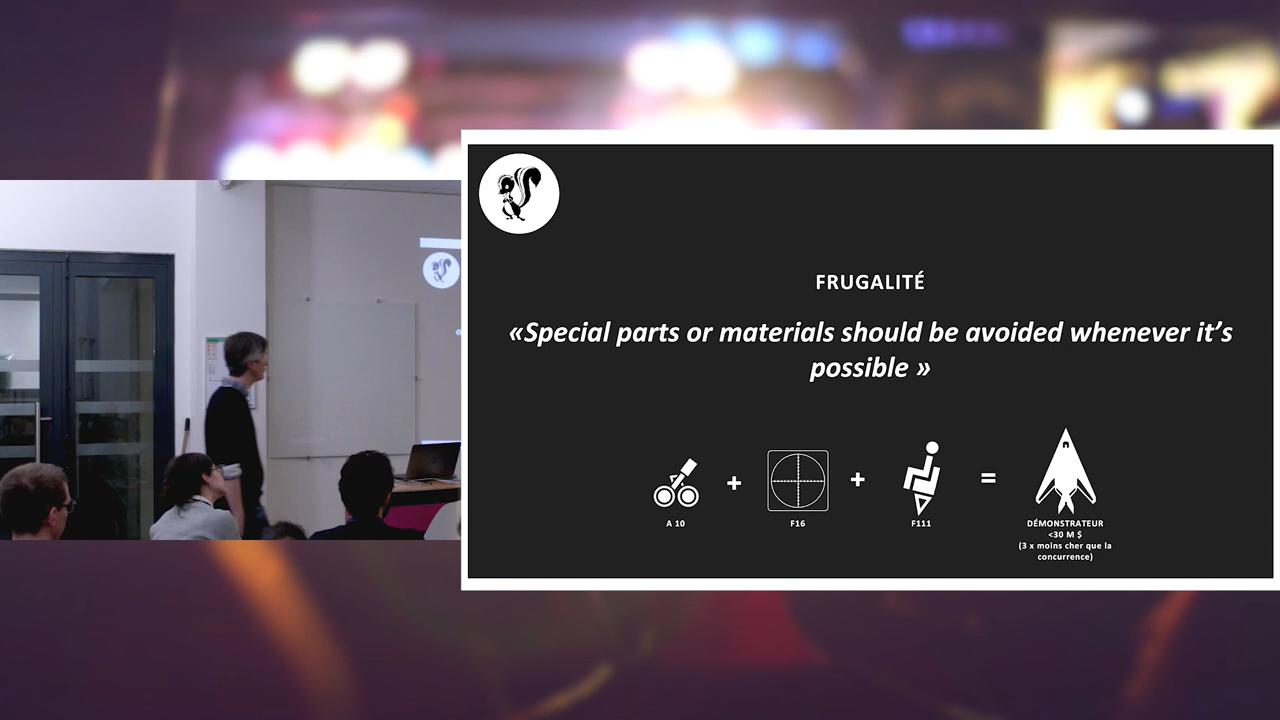 FRUGALITÉ
«Special parts or materials should be avoided whenever it’s
possible »
+
+
=
A 10
F16
F111
DÉMONSTRATEUR
<30 M $
(3 x moins cher que la
concurrence)